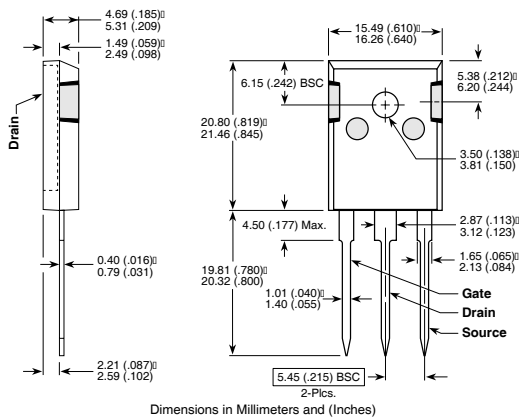 4.69 (.185)
5.31 (.209)
1.49 (.059)
2.49 (.098)
15.49 (.610)
16.26 (.640)
6.15 (.242) BSC
5.38 (.212)
6.20 (.244)
Drain
20.80 (.819)
21.46 (.845)
3.50 (.138)
3.81 (.150)
4.50 (.177) Max.
2.87 (.113)
3.12 (.123)
0.40 (.016)
0.79 (.031)
19.81 (.780)
20.32 (.800)
1.65 (.065)
2.13 (.084)
1.01 (.040)
1.40 (.055)
Gate
Drain
Source
2.21 (.087)
2.59 (.102)
5.45 (.215) BSC
2-Plcs.
Dimensions in Millimeters and (Inches)